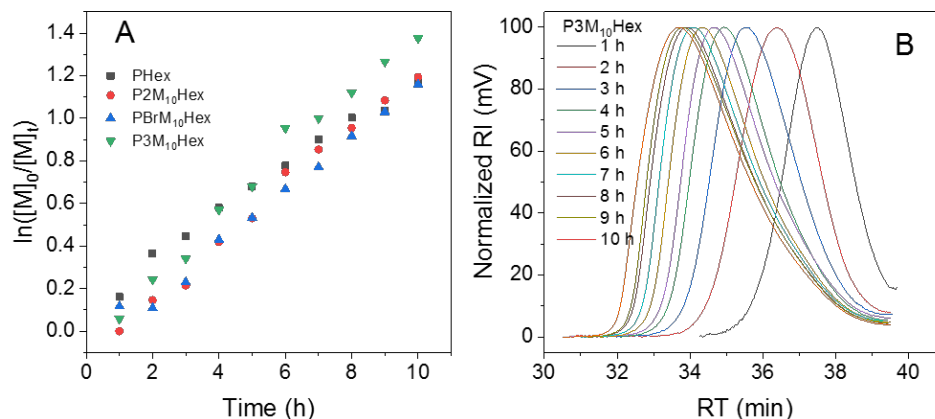 A
1.4
1.2
1.0
0.8
0.6
0.4
0.2
0.0
ln([M]₀/[M]ₜ)
PHex
P2M₁₀Hex
PBrM₁₀Hex
P3M₁₀Hex
0 2 4 6 8 10
Time (h)
B
100
80
60
40
20
0
Normalized RI (mV)
P3M₁₀Hex
1 h
2 h
3 h
4 h
5 h
6 h
7 h
8 h
9 h
10 h
30 32 34 36 38 40
RT (min)